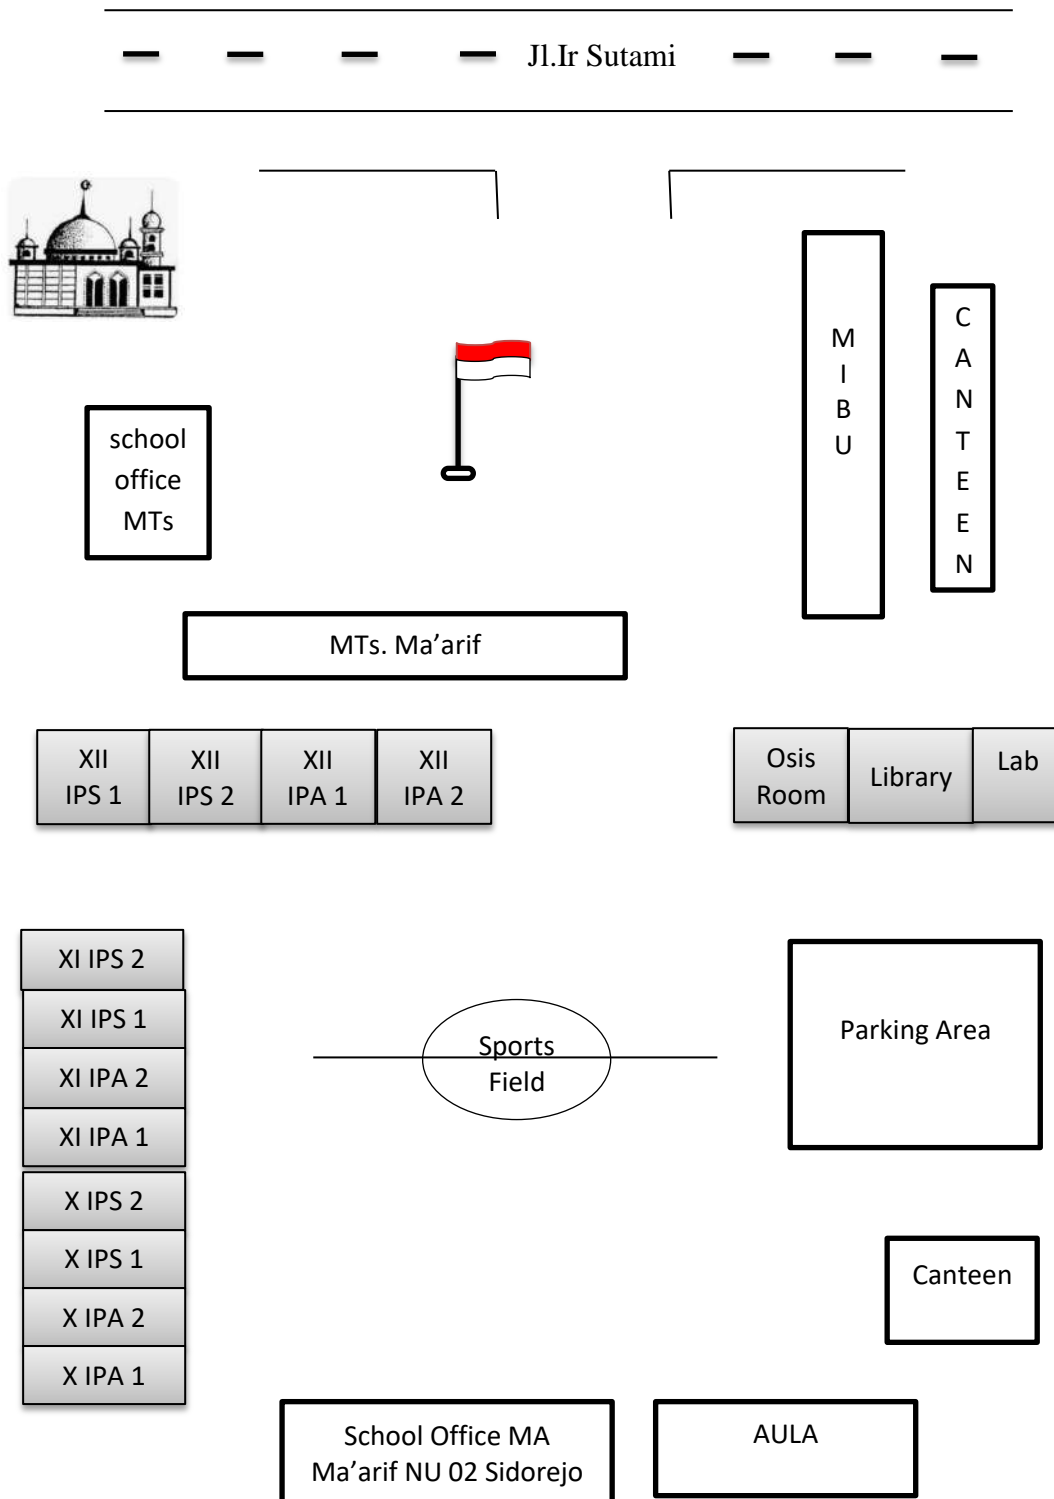 Jl.Ir Sutami
M
I
B
U
C
A
N
T
E
E
N
school
office
MTs
MTs. Ma’arif
XII
IPS 1
XII
IPS 2
XII
IPA 1
XII
IPA 2
Osis
Room
Library
Lab
XI IPS 2
XI IPS 1
XI IPA 2
XI IPA 1
X IPS 2
X IPS 1
X IPA 2
X IPA 1
Sports
Field
Parking Area
Canteen
School Office MA
Ma’arif NU 02 Sidorejo
AULA